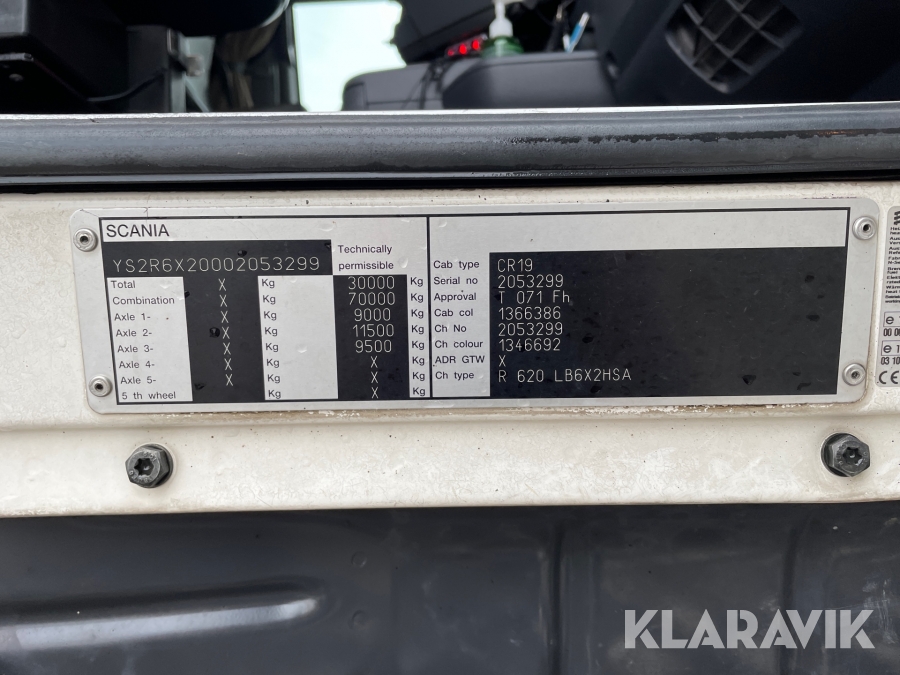 SCANIA
YS2R6X20002053299
Technically
permissible
Total X Kg 30000 Kg
Combination X Kg 70000 Kg
Axle 1- X Kg 9000 Kg
Axle 2- X Kg 11500 Kg
Axle 3- X Kg 9500 Kg
Axle 4- X Kg X Kg
Axle 5- X Kg X Kg
5 th wheel X Kg X Kg
Cab type CR19
Serial no 2053299
Approval T 071 Fh
Cab col 1366386
Ch No 2053299
Ch colour 1346692
ADR GTW X
Ch type R 620 LB6X2HSA
KLARAVIK